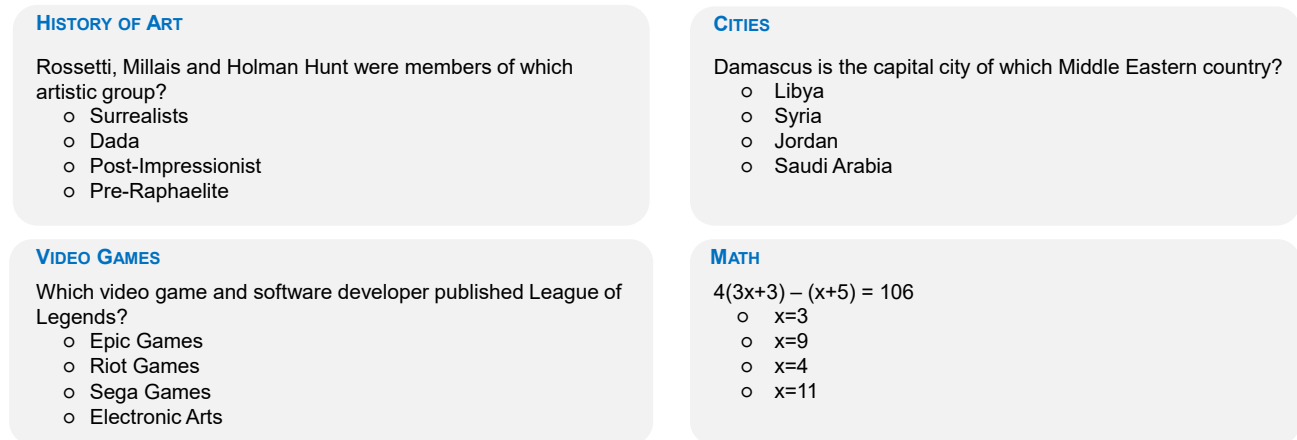 HISTORY OF ART
Rossetti, Millais and Holman Hunt were members of which
artistic group?
o Surrealists
o Dada
o Post-Impressionist
o Pre-Raphaelite
CITIES
Damascus is the capital city of which Middle Eastern country?
o Libya
o Syria
o Jordan
o Saudi Arabia
VIDEO GAMES
Which video game and software developer published League of
Legends?
o Epic Games
o Riot Games
o Sega Games
o Electronic Arts
MATH
4(3x+3) – (x+5) = 106
o x=3
o x=9
o x=4
o x=11